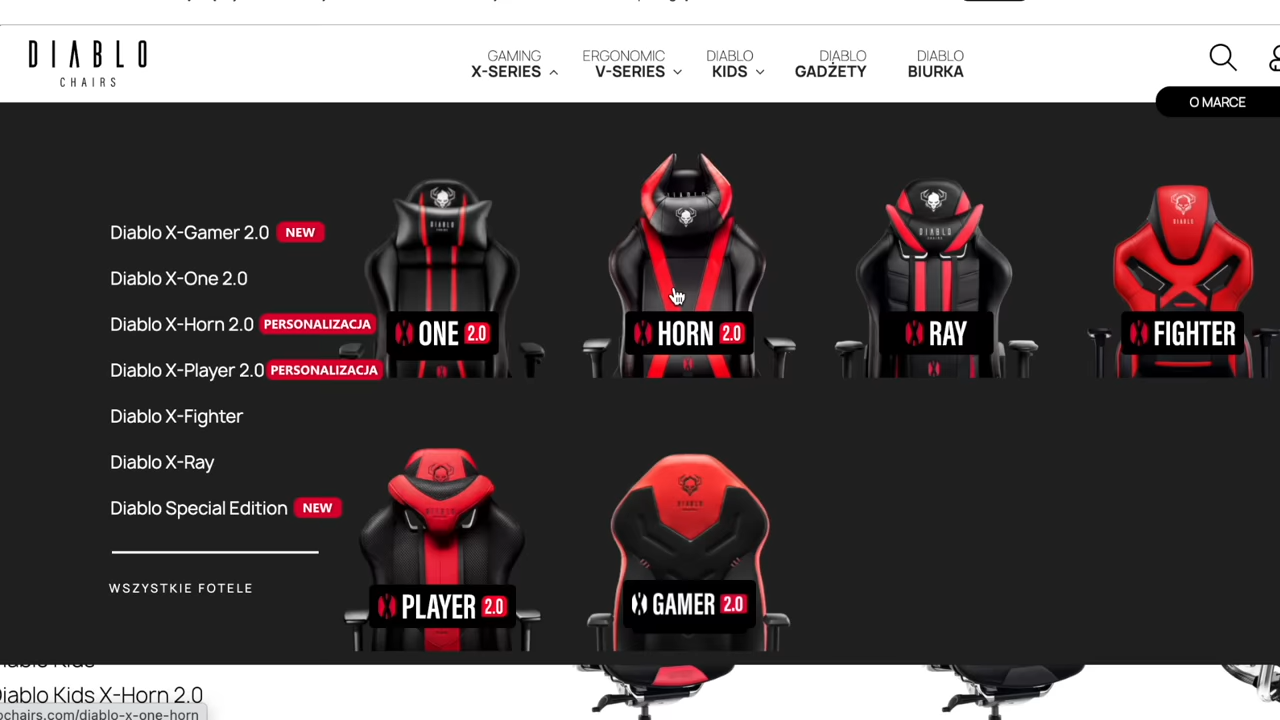 DIABLO
CHAIRS
GAMING
X-SERIES
ERGONOMIC
V-SERIES
DIABLO
KIDS
DIABLO
GADŻETY
DIABLO
BIURKA
O MARCE
Diablo X-Gamer 2.0 NEW
Diablo X-One 2.0
Diablo X-Horn 2.0 PERSONALIZACJA
Diablo X-Player 2.0 PERSONALIZACJA
Diablo X-Fighter
Diablo X-Ray
Diablo Special Edition NEW
WSZYSTKIE FOTELE
X ONE 2.0
X HORN 2.0
X RAY
X FIGHTER
X PLAYER 2.0
X GAMER 2.0
Diablo Kids X-Horn 2.0
ochairs.com/diablo-x-one-horn